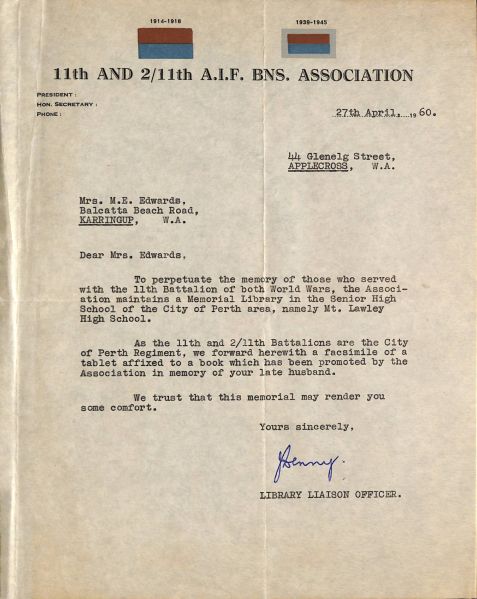 1914-1918 1939-1945
11th AND 2/11th A.I.F. BNS. ASSOCIATION
PRESIDENT :
HON. SECRETARY :
PHONE :
27th April, 1960.
44 Glenelg Street,
APPLECROSS, W.A.
Mrs. M.E. Edwards,
Balcatta Beach Road,
KARRINGUP, W.A.
Dear Mrs. Edwards,
To perpetuate the memory of those who served
with the 11th Battalion of both World Wars, the Associ-
ation maintains a Memorial Library in the Senior High
School of the City of Perth area, namely Mt. Lawley
High School.
As the 11th and 2/11th Battalions are the City
of Perth Regiment, we forward herewith a facsimile of a
tablet affixed to a book which has been promoted by the
Association in memory of your late husband.
We trust that this memorial may render you
some comfort.
Yours sincerely,
JDenny.
LIBRARY LIAISON OFFICER.